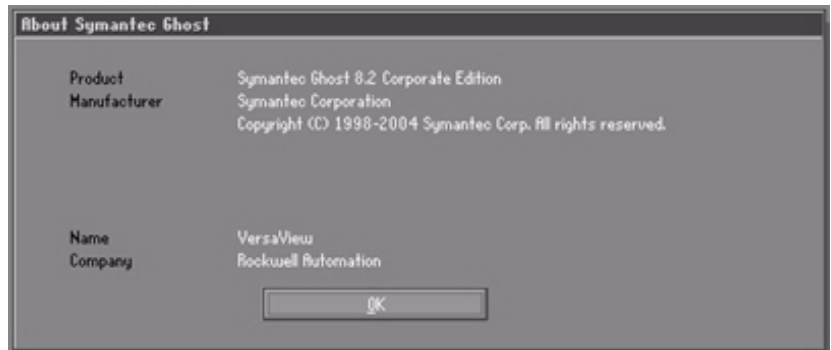 About Symantec Ghost
Product Symantec Ghost 8.2 Corporate Edition
Manufacturer Symantec Corporation
Copyright (C) 1998-2004 Symantec Corp. All rights reserved.
Name VersaView
Company Rockwell Automation
OK